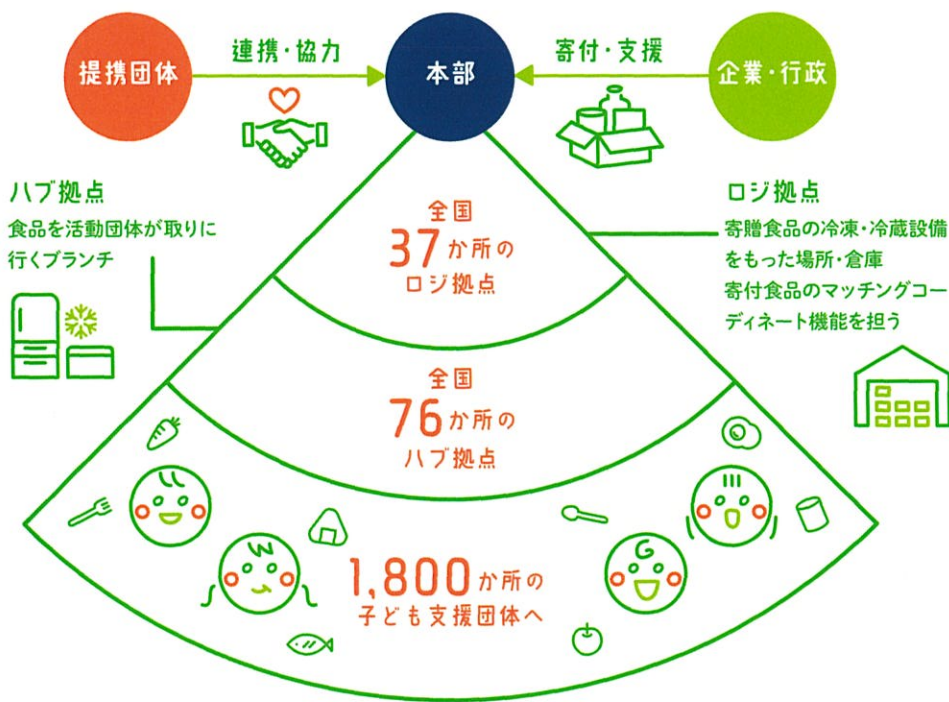 提携団体
連携・協力
本部
寄付・支援
企業・行政
ハブ拠点
食品を活動団体が取りに
行くブランチ
ロジ拠点
寄贈食品の冷凍・冷蔵設備
をもった場所・倉庫
寄付食品のマッチングコー
ディネート機能を担う
全国
37か所の
ロジ拠点
全国
76か所の
ハブ拠点
1,800か所の
子ども支援団体へ